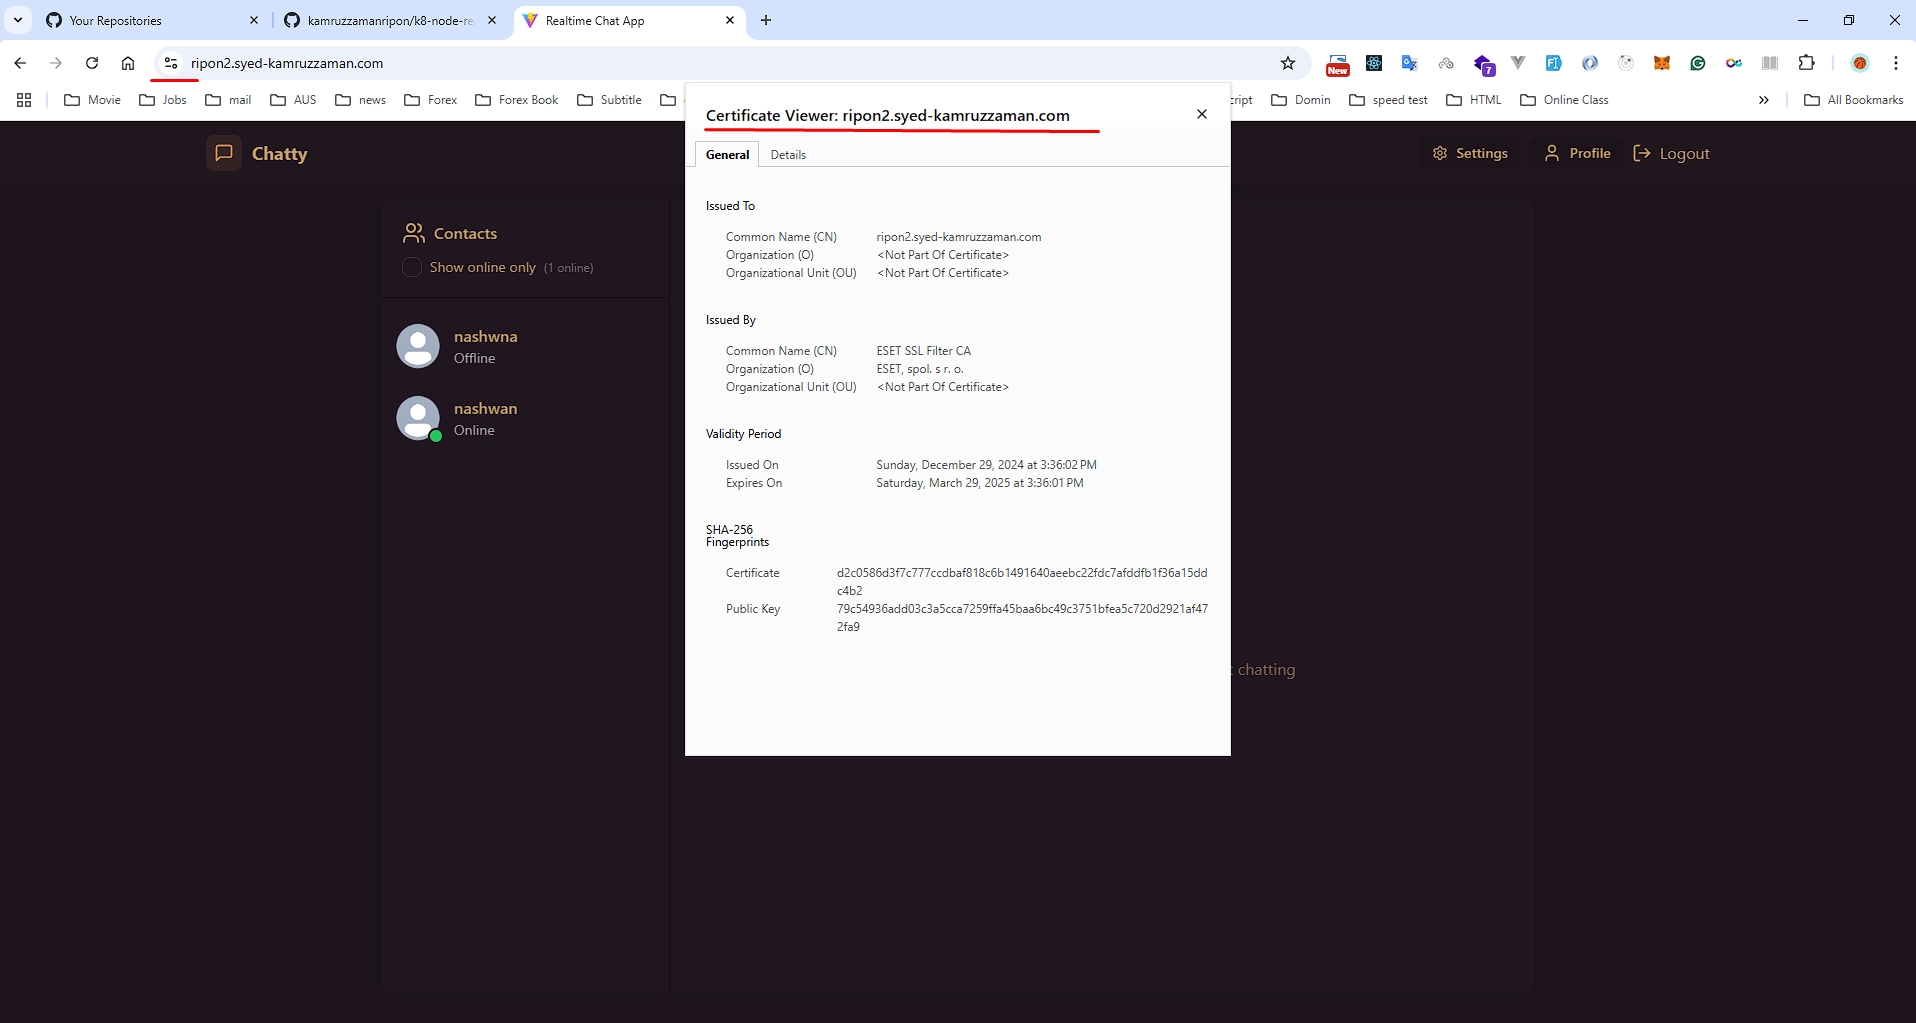 Your Repositories
kamruzzamanripon/k8-node-re
Realtime Chat App
ripon2.syed-kamruzzaman.com
New
7
Movie Jobs mail AUS news Forex Forex Book Subtitle Domin speed test HTML Online Class All Bookmarks
Certificate Viewer: ripon2.syed-kamruzzaman.com
General Details
Chatty
Settings Profile Logout
Contacts
Show online only (1 online)
nashwna
Offline
nashwan
Online
Issued To
Common Name (CN) ripon2.syed-kamruzzaman.com
Organization (O) <Not Part Of Certificate>
Organizational Unit (OU) <Not Part Of Certificate>
Issued By
Common Name (CN) ESET SSL Filter CA
Organization (O) ESET, spol. s r. o.
Organizational Unit (OU) <Not Part Of Certificate>
Validity Period
Issued On Sunday, December 29, 2024 at 3:36:02 PM
Expires On Saturday, March 29, 2025 at 3:36:01 PM
SHA-256
Fingerprints
Certificate d2c0586d3f7c777ccdbaf818c6b1491640aeebc22fdc7afddfb1f36a15dd
c4b2
Public Key 79c54936add03c3a5cca7259ffa45baa6bc49c3751bfea5c720d2921af47
2fa9
chatting